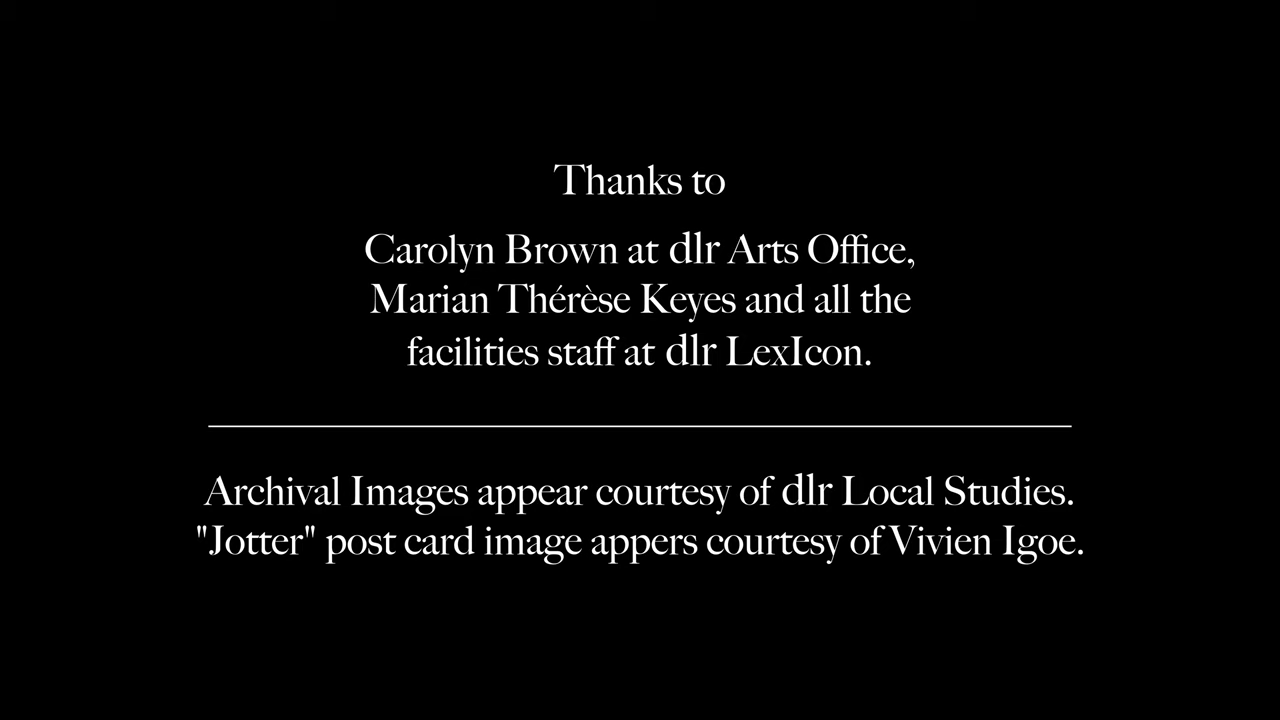 Thanks to
Carolyn Brown at dlr Arts Office,
Marian Thérèse Keyes and all the
facilities staff at dlr LexIcon.
Archival Images appear courtesy of dlr Local Studies.
"Jotter" post card image appers courtesy of Vivien Igoe.